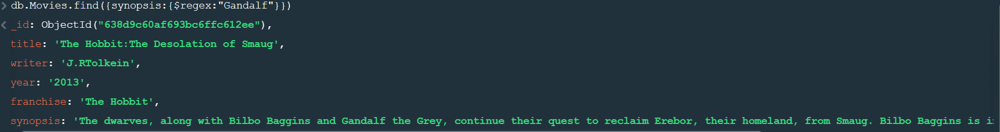 > db.Movies.find({synopsis:{$regex:"Gandalf"}})
< _id: ObjectId("638d9c60af693bc6ffc612ee"),
title: 'The Hobbit:The Desolation of Smaug',
writer: 'J.RTolkein',
year: '2013',
franchise: 'The Hobbit',
synopsis: 'The dwarves, along with Bilbo Baggins and Gandalf the Grey, continue their quest to reclaim Erebor, their homeland, from Smaug. Bilbo Baggins is